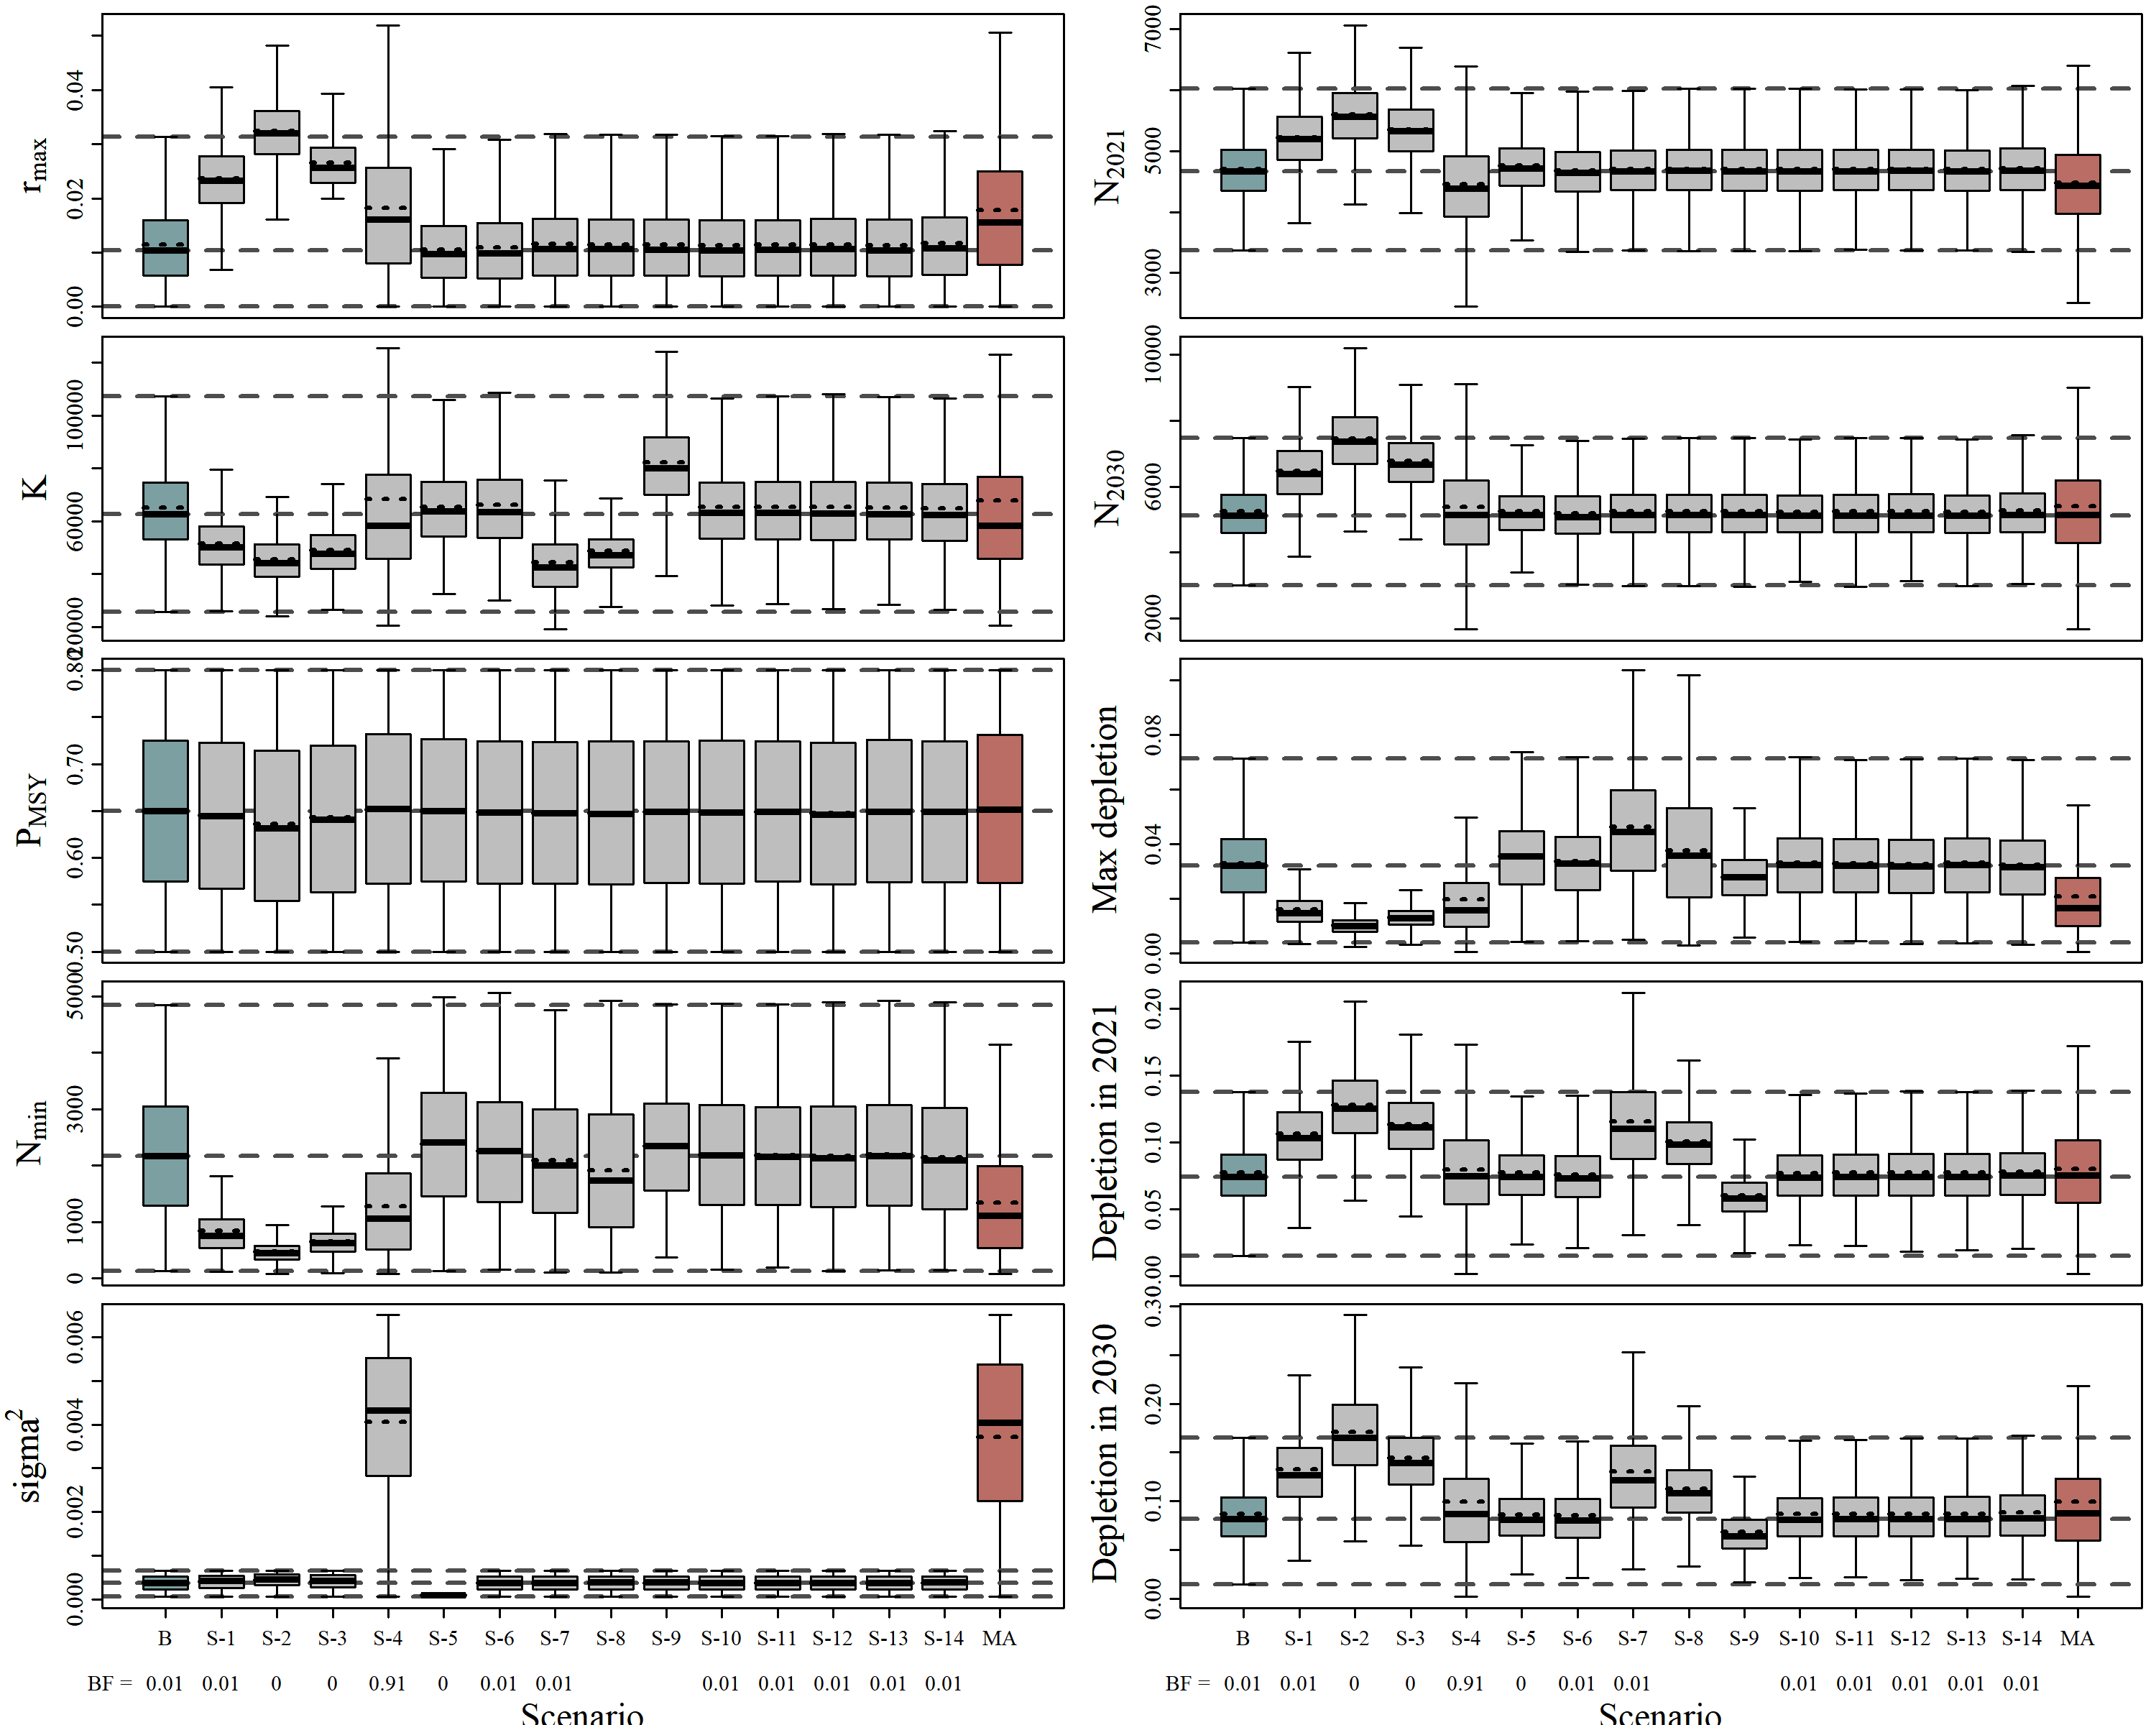 r_max
0.00 0.02 0.04
K
20000 60000 100000
P_MSY
0.50 0.60 0.70 0.80
N_min
0 1000 3000 5000
sigma^2
0.000 0.002 0.004 0.006
B S-1 S-2 S-3 S-4 S-5 S-6 S-7 S-8 S-9 S-10 S-11 S-12 S-13 S-14 MA
BF = 0.01 0.01 0 0 0.91 0 0.01 0.01 0.01 0.01 0.01 0.01 0.01
Scenario
N_2021
3000 5000 7000
N_2030
2000 6000 10000
Max depletion
0.00 0.04 0.08
Depletion in 2021
0.00 0.05 0.10 0.15 0.20
Depletion in 2030
0.00 0.10 0.20 0.30
B S-1 S-2 S-3 S-4 S-5 S-6 S-7 S-8 S-9 S-10 S-11 S-12 S-13 S-14 MA
BF = 0.01 0.01 0 0 0.91 0 0.01 0.01 0.01 0.01 0.01 0.01 0.01
Scenario